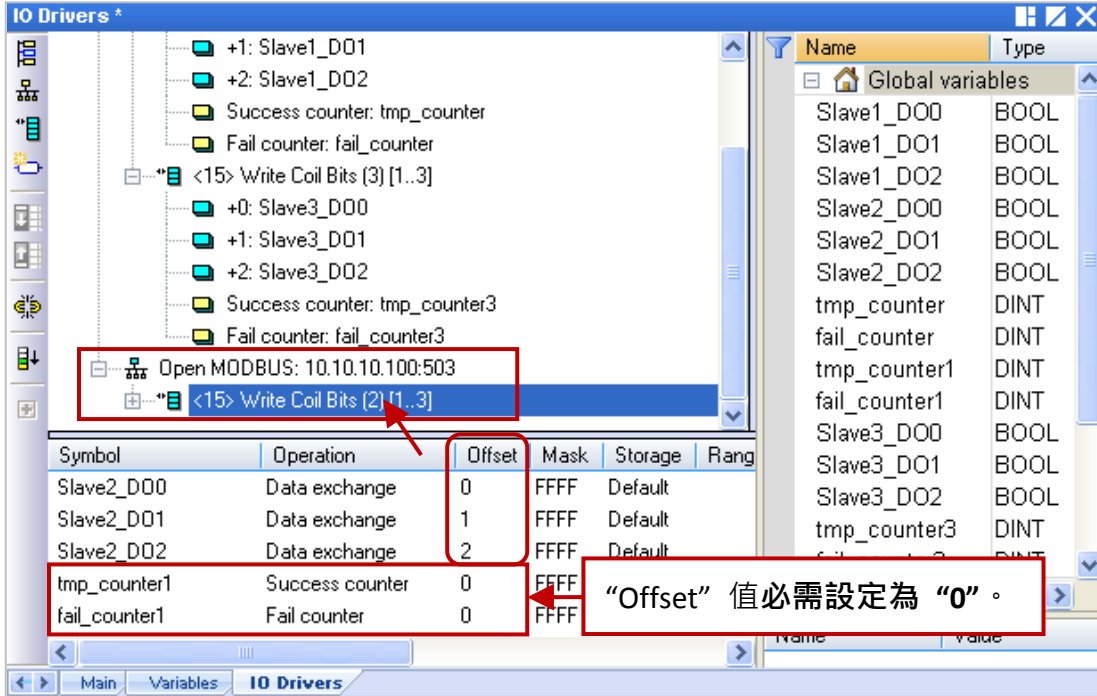 IO Drivers *
+1: Slave1_DO1
+2: Slave1_DO2
Success counter: tmp_counter
Fail counter: fail_counter
<15> Write Coil Bits (3) [1..3]
+0: Slave3_DO0
+1: Slave3_DO1
+2: Slave3_DO2
Success counter: tmp_counter3
Fail counter: fail_counter3
Open MODBUS: 10.10.10.100:503
<15> Write Coil Bits (2) [1..3]
Name Type
Global variables
Slave1_DO0 BOOL
Slave1_DO1 BOOL
Slave1_DO2 BOOL
Slave2_DO0 BOOL
Slave2_DO1 BOOL
Slave2_DO2 BOOL
tmp_counter DINT
fail_counter DINT
tmp_counter1 DINT
fail_counter1 DINT
Slave3_DO0 BOOL
Slave3_DO1 BOOL
Slave3_DO2 BOOL
tmp_counter3 DINT
Symbol Operation Offset Mask Storage Rang
Slave2_DO0 Data exchange 0 FFFF Default
Slave2_DO1 Data exchange 1 FFFF Default
Slave2_DO2 Data exchange 2 FFFF Default
tmp_counter1 Success counter 0 FFFF
fail_counter1 Fail counter 0 FFFF
“Offset” 值必需設定為 “0”。
Name Value
Main Variables IO Drivers